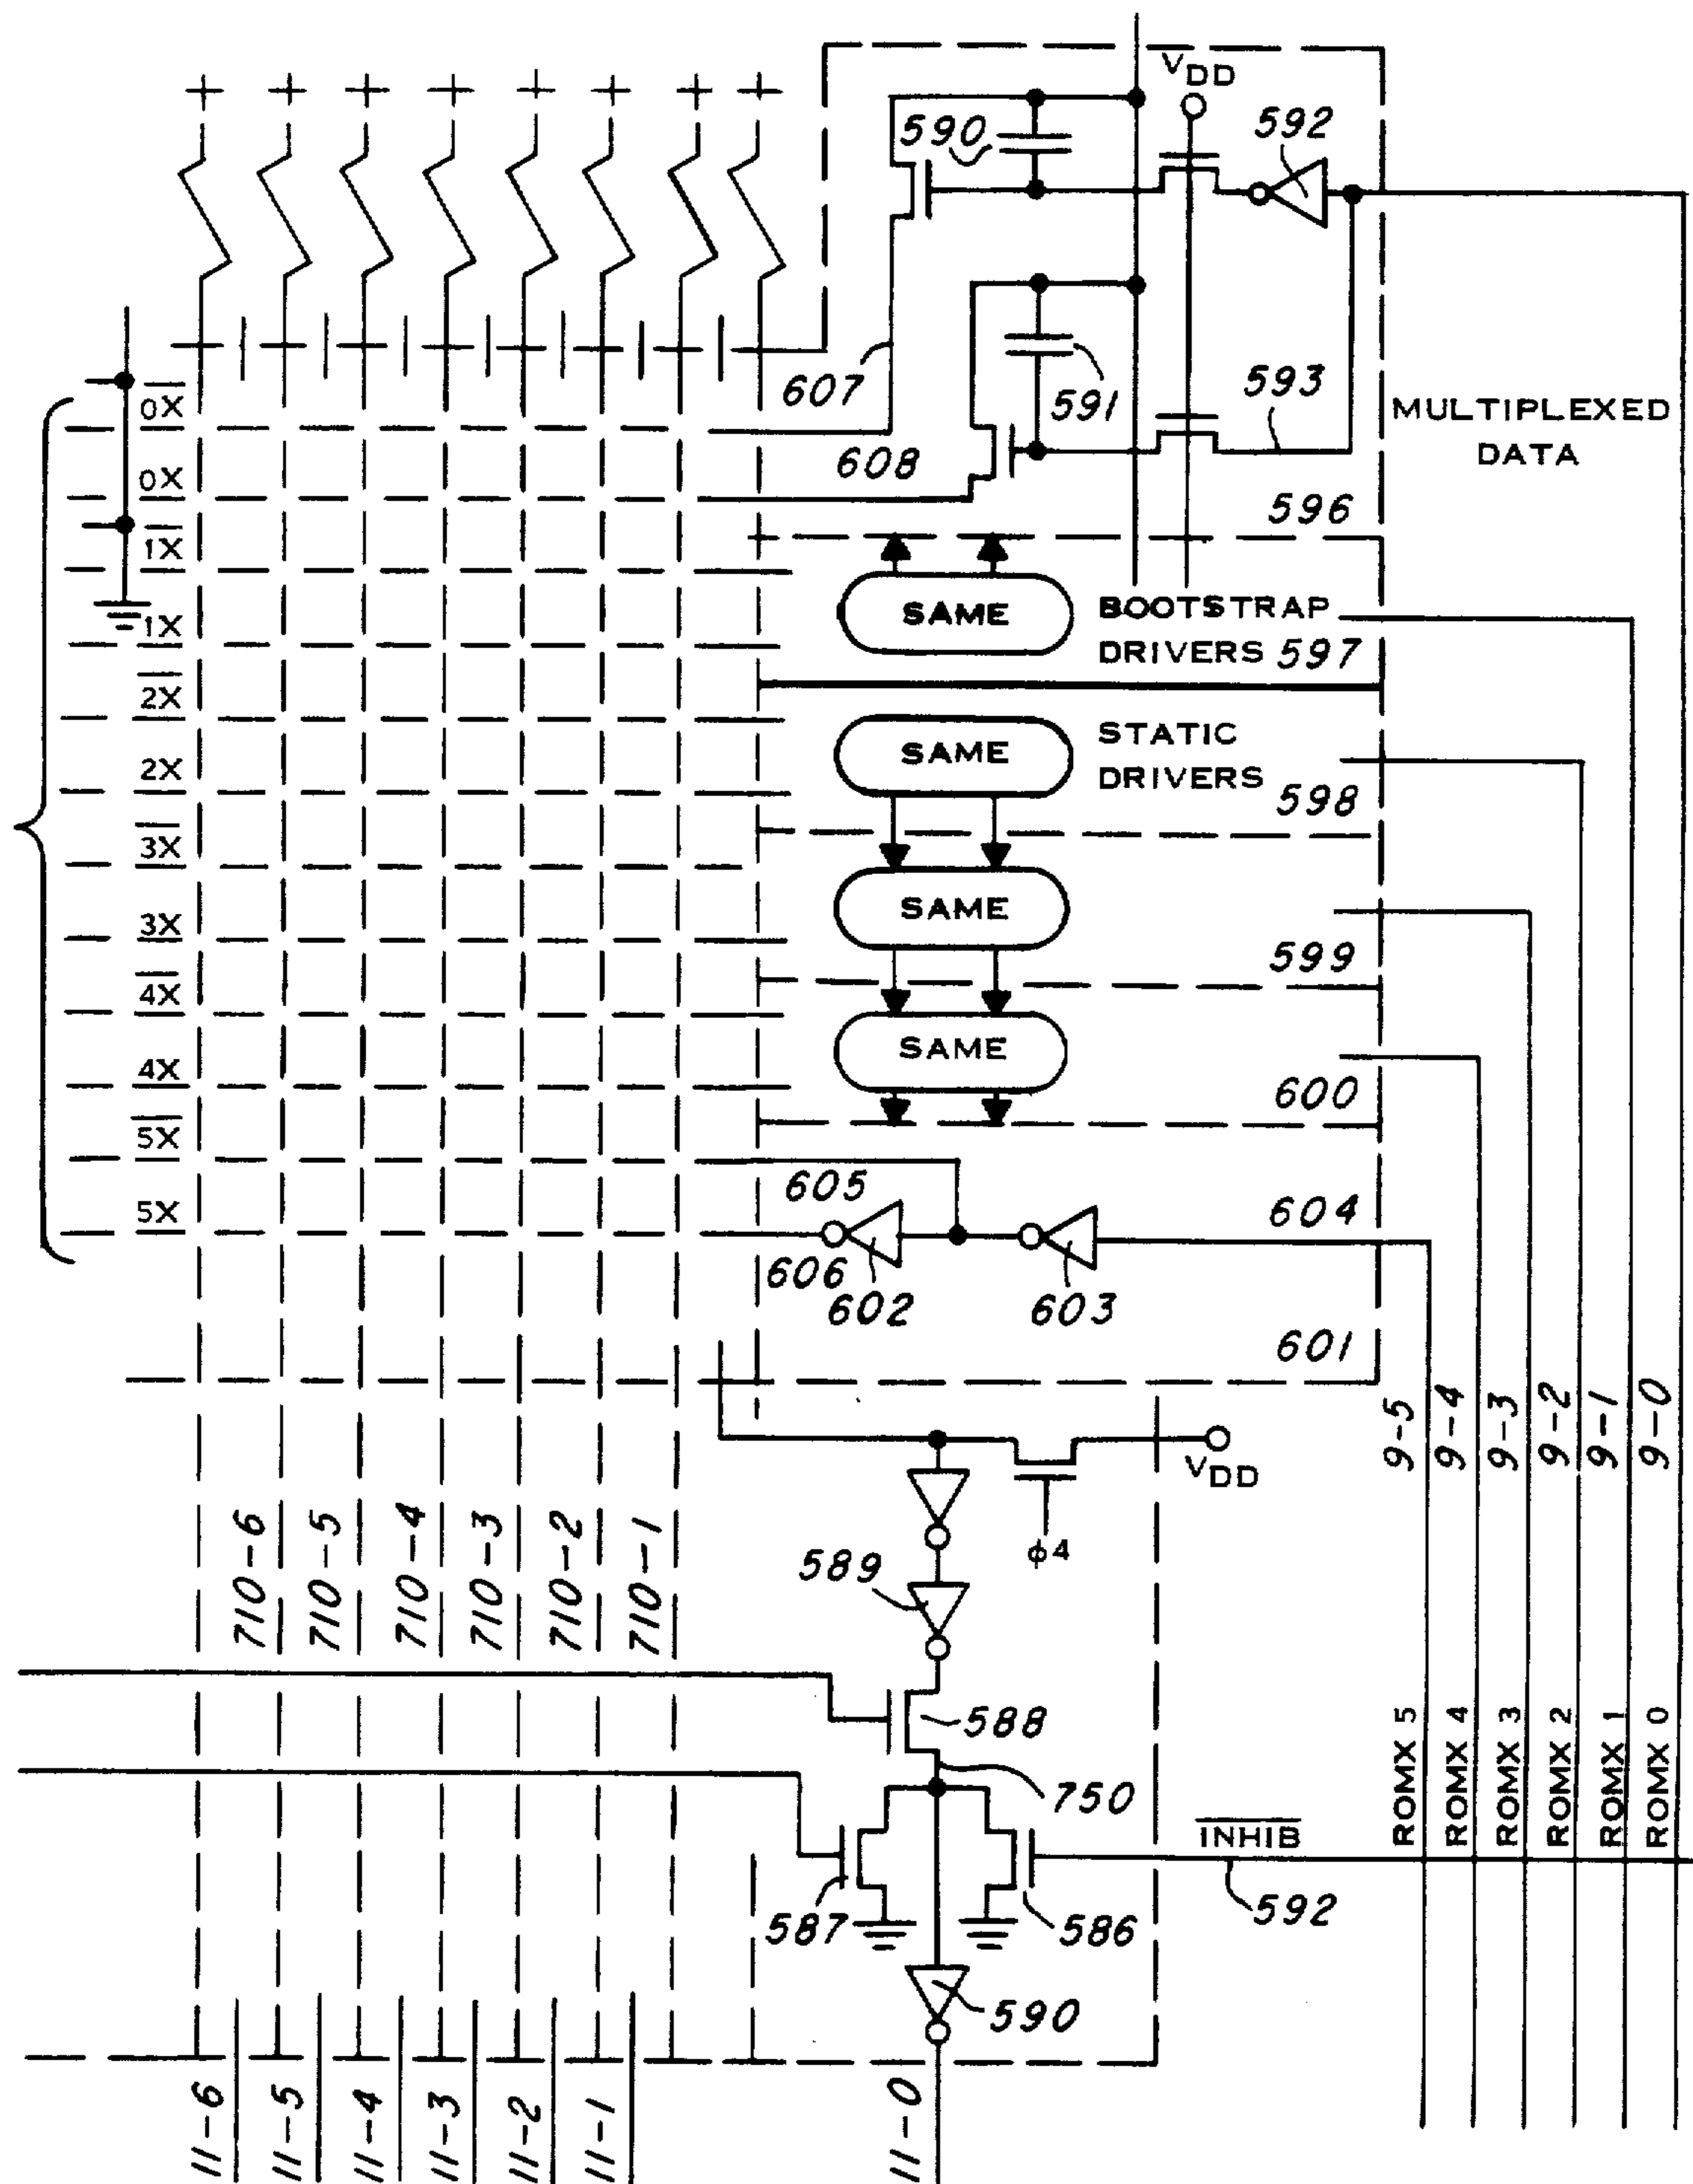 V_DD
590
592
0X̅
607
591
593
MULTIPLEXED
DATA
608
0X
596
1X̅
SAME
BOOTSTRAP
DRIVERS 597
1X
2X̅
SAME
STATIC
DRIVERS
598
2X
3X̅
SAME
3X
599
4X̅
SAME
4X
600
5X̅
605
604
5X
606
602
603
601
9-5
9-4
9-3
9-2
9-1
9-0
V_DD
ϕ4
589
710-6
710-5
710-4
710-3
710-2
710-1
588
750
ROMX 5
ROMX 4
ROMX 3
ROMX 2
ROMX 1
ROMX 0
I̅N̅H̅I̅B̅
592
587
586
590
11-6
11-5
11-4
11-3
11-2
11-1
11-0